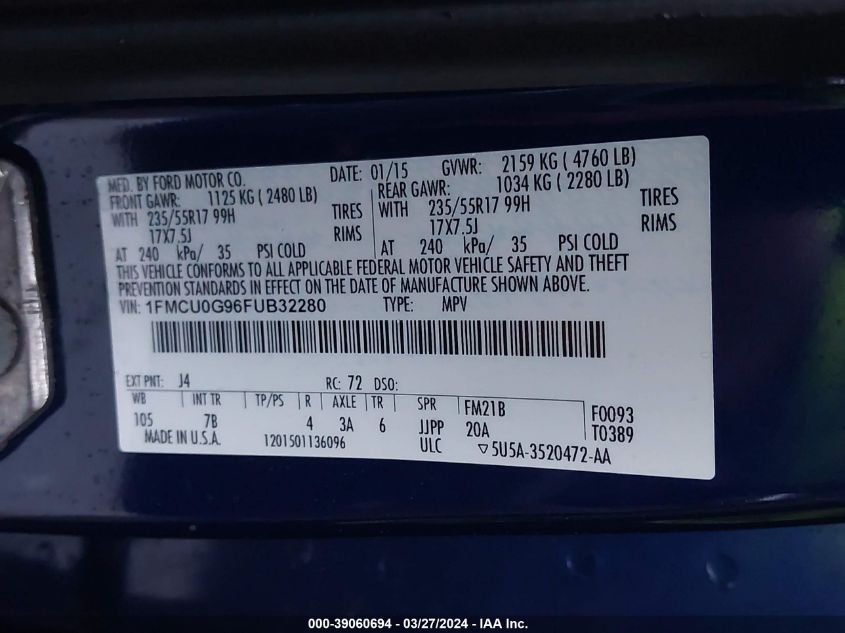 MFD. BY FORD MOTOR CO. DATE: 01/15 GVWR: 2159 KG ( 4760 LB)
FRONT GAWR: 1125 KG ( 2480 LB) REAR GAWR: 1034 KG ( 2280 LB)
WITH 235/55R17 99H TIRES WITH 235/55R17 99H TIRES
17X7.5J RIMS 17X7.5J RIMS
AT 240 kPa/ 35 PSI COLD AT 240 kPa/ 35 PSI COLD
THIS VEHICLE CONFORMS TO ALL APPLICABLE FEDERAL MOTOR VEHICLE SAFETY AND THEFT
PREVENTION STANDARDS IN EFFECT ON THE DATE OF MANUFACTURE SHOWN ABOVE.
VIN: 1FMCU0G96FUB32280 TYPE: MPV
EXT PNT: J4 RC: 72 DSO:
WB INT TR TP/PS R AXLE TR SPR FM21B F0093
105 7B 4 3A 6 JJPP 20A T0389
MADE IN U.S.A. 1201501136096 ULC ▽5U5A-3520472-AA
000-39060694 - 03/27/2024 - IAA Inc.